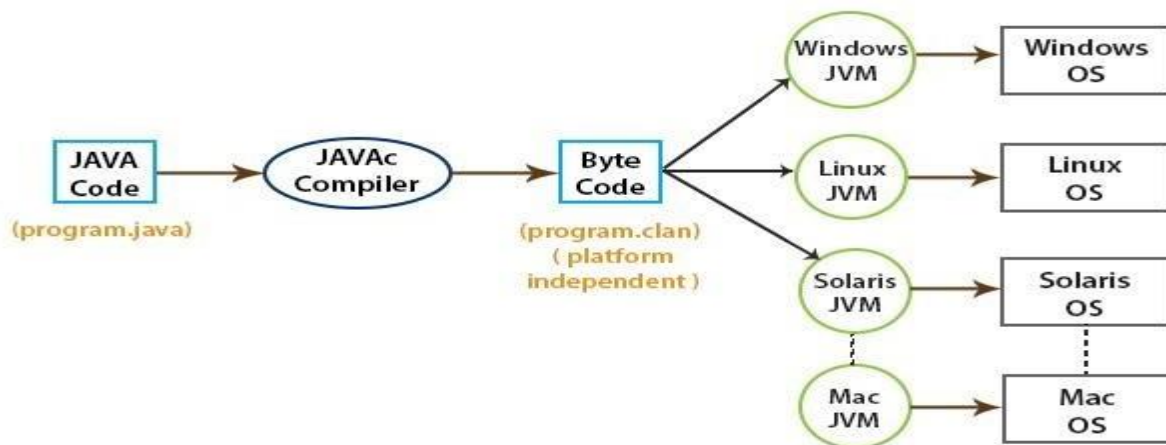 JAVA
Code
(program.java)
JAVAc
Compiler
Byte
Code
(program.clan)
( platform
independent )
Windows
JVM
Windows
OS
Linux
JVM
Linux
OS
Solaris
JVM
Solaris
OS
Mac
JVM
Mac
OS